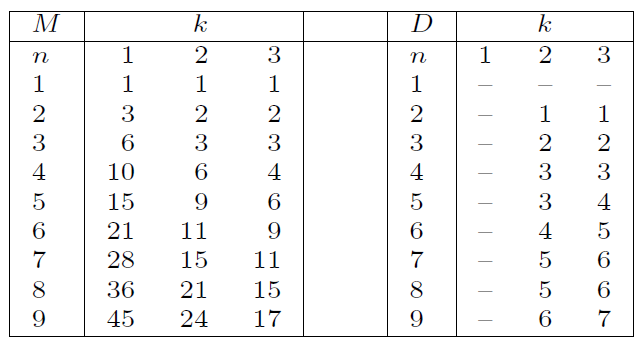 M k D k
n 1 2 3 n 1 2 3
1 1 1 1 1 – – –
2 3 2 2 2 – 1 1
3 6 3 3 3 – 2 2
4 10 6 4 4 – 3 3
5 15 9 6 5 – 3 4
6 21 11 9 6 – 4 5
7 28 15 11 7 – 5 6
8 36 21 15 8 – 5 6
9 45 24 17 9 – 6 7